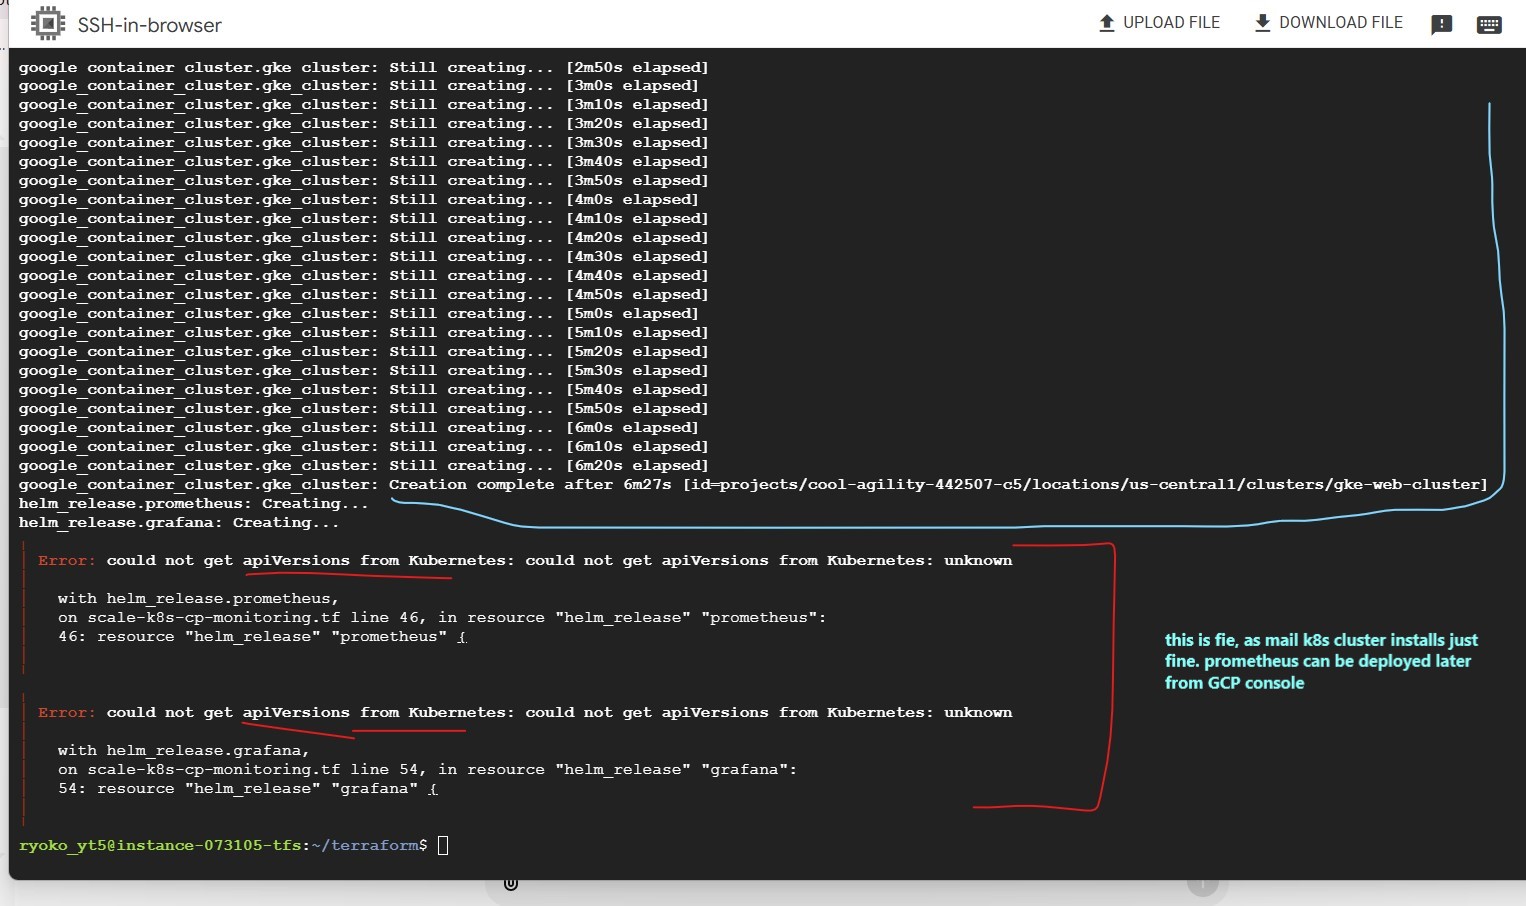 SSH-in-browser
UPLOAD FILE
DOWNLOAD FILE
google_container_cluster.gke_cluster: Still creating... [2m50s elapsed]
google_container_cluster.gke_cluster: Still creating... [3m0s elapsed]
google_container_cluster.gke_cluster: Still creating... [3m10s elapsed]
google_container_cluster.gke_cluster: Still creating... [3m20s elapsed]
google_container_cluster.gke_cluster: Still creating... [3m30s elapsed]
google_container_cluster.gke_cluster: Still creating... [3m40s elapsed]
google_container_cluster.gke_cluster: Still creating... [3m50s elapsed]
google_container_cluster.gke_cluster: Still creating... [4m0s elapsed]
google_container_cluster.gke_cluster: Still creating... [4m10s elapsed]
google_container_cluster.gke_cluster: Still creating... [4m20s elapsed]
google_container_cluster.gke_cluster: Still creating... [4m30s elapsed]
google_container_cluster.gke_cluster: Still creating... [4m40s elapsed]
google_container_cluster.gke_cluster: Still creating... [4m50s elapsed]
google_container_cluster.gke_cluster: Still creating... [5m0s elapsed]
google_container_cluster.gke_cluster: Still creating... [5m10s elapsed]
google_container_cluster.gke_cluster: Still creating... [5m20s elapsed]
google_container_cluster.gke_cluster: Still creating... [5m30s elapsed]
google_container_cluster.gke_cluster: Still creating... [5m40s elapsed]
google_container_cluster.gke_cluster: Still creating... [5m50s elapsed]
google_container_cluster.gke_cluster: Still creating... [6m0s elapsed]
google_container_cluster.gke_cluster: Still creating... [6m10s elapsed]
google_container_cluster.gke_cluster: Still creating... [6m20s elapsed]
google_container_cluster.gke_cluster: Creation complete after 6m27s [id=projects/cool-agility-442507-c5/locations/us-central1/clusters/gke-web-cluster]
helm_release.prometheus: Creating...
helm_release.grafana: Creating...
Error: could not get apiVersions from Kubernetes: could not get apiVersions from Kubernetes: unknown
with helm_release.prometheus,
on scale-k8s-cp-monitoring.tf line 46, in resource "helm_release" "prometheus":
46: resource "helm_release" "prometheus" {
this is fie, as mail k8s cluster installs just
fine. prometheus can be deployed later
from GCP console
Error: could not get apiVersions from Kubernetes: could not get apiVersions from Kubernetes: unknown
with helm_release.grafana,
on scale-k8s-cp-monitoring.tf line 54, in resource "helm_release" "grafana":
54: resource "helm_release" "grafana" {
ryoko_yt5@instance-073105-tfs:~/terraform$